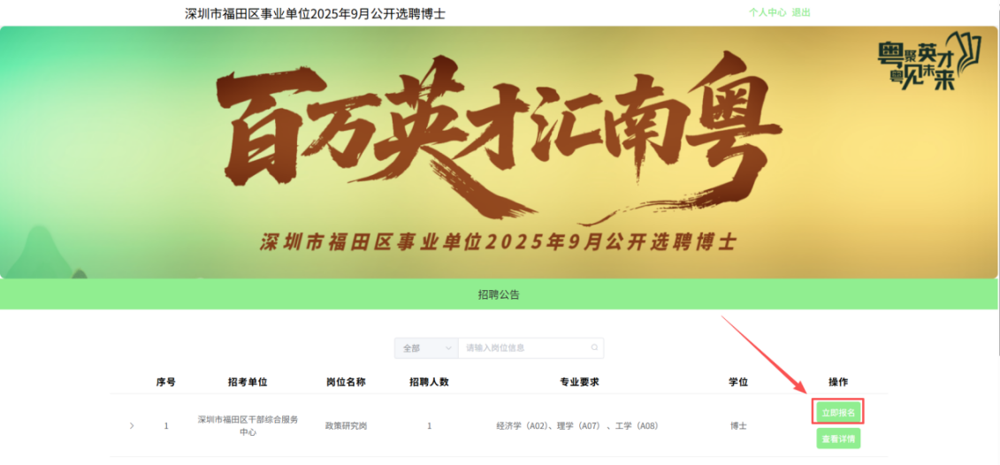 深圳市福田区事业单位2025年9月公开选聘博士
个人中心 退出
粤聚英才
粤见未来
百万英才汇南粤
深圳市福田区事业单位2025年9月公开选聘博士
招聘公告
全部 请输入岗位信息
序号 招考单位 岗位名称 招聘人数 专业要求 学位 操作
1 深圳市福田区干部综合服务中心 政策研究岗 1 经济学（A02）、理学（A07）、工学（A08） 博士 立即报名
查看详情